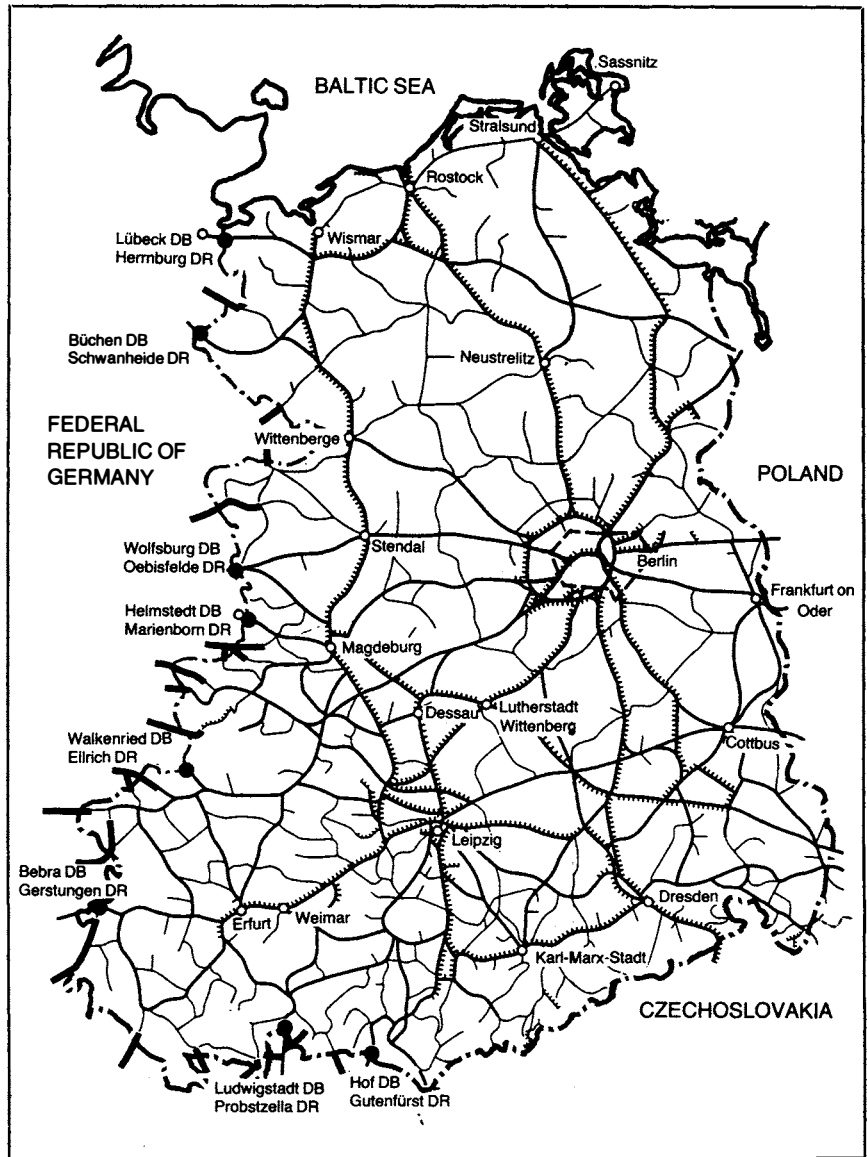 Sassnitz
BALTIC SEA
Stralsund
Rostock
Wismar
Lübeck DB
Herrnburg DR
Büchen DB
Schwanheide DR
Neustrelitz
FEDERAL
REPUBLIC OF
GERMANY
Wittenberge
POLAND
Stendal
Wolfsburg DB
Oebisfelde DR
Berlin
Frankfurt on
Oder
Helmstedt DB
Marienborn DR
Magdeburg
Dessau
Lutherstadt
Wittenberg
Cottbus
Walkenried DB
Ellrich DR
Leipzig
Bebra DB
Gerstungen DR
Erfurt
Weimar
Dresden
Karl-Marx-Stadt
CZECHOSLOVAKIA
Ludwigstadt DB
Probstzella DR
Hof DB
Gutenfürst DR